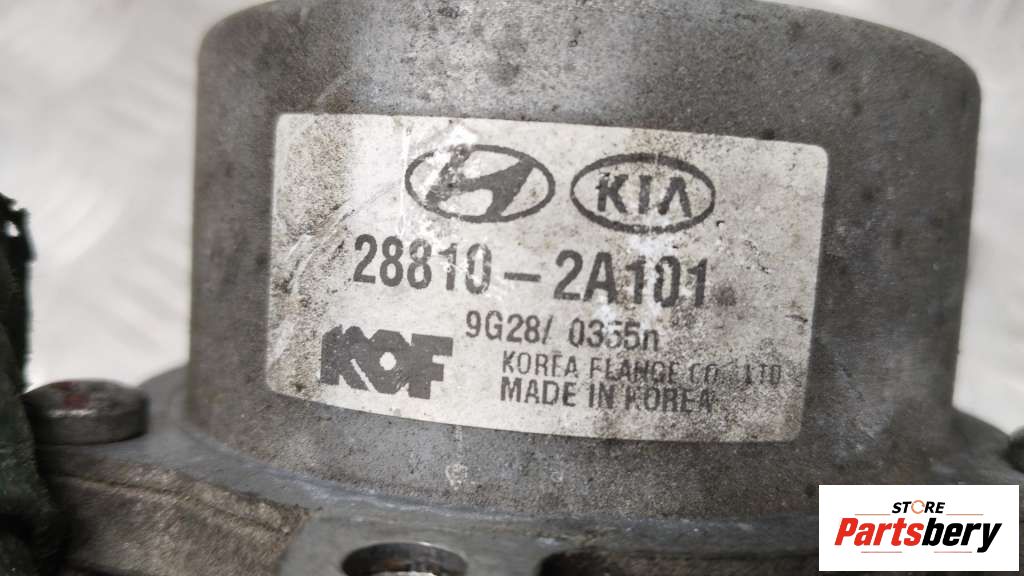 KIA
28810-2A101
9G28/ 0355n
KOF
KOREA FLANGE CO., LTD
MADE IN KOREA
STORE
Partsbery